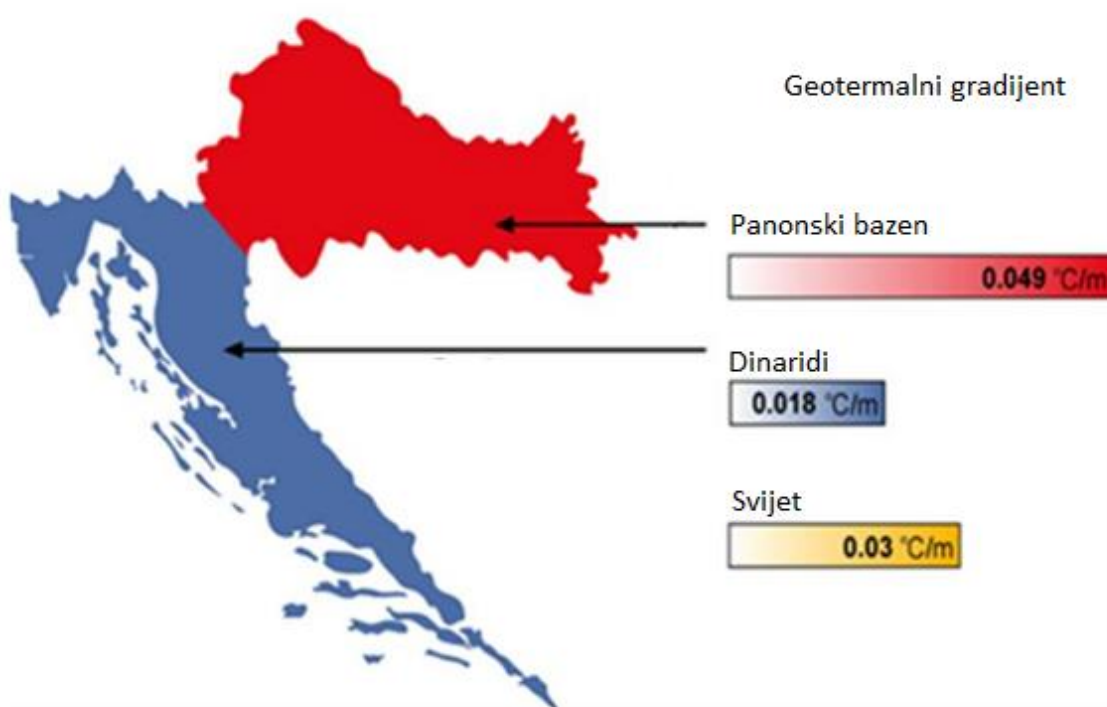 Geotermalni gradijent
Panonski bazen
0.049 °C/m
Dinaridi
0.018 °C/m
Svijet
0.03 °C/m